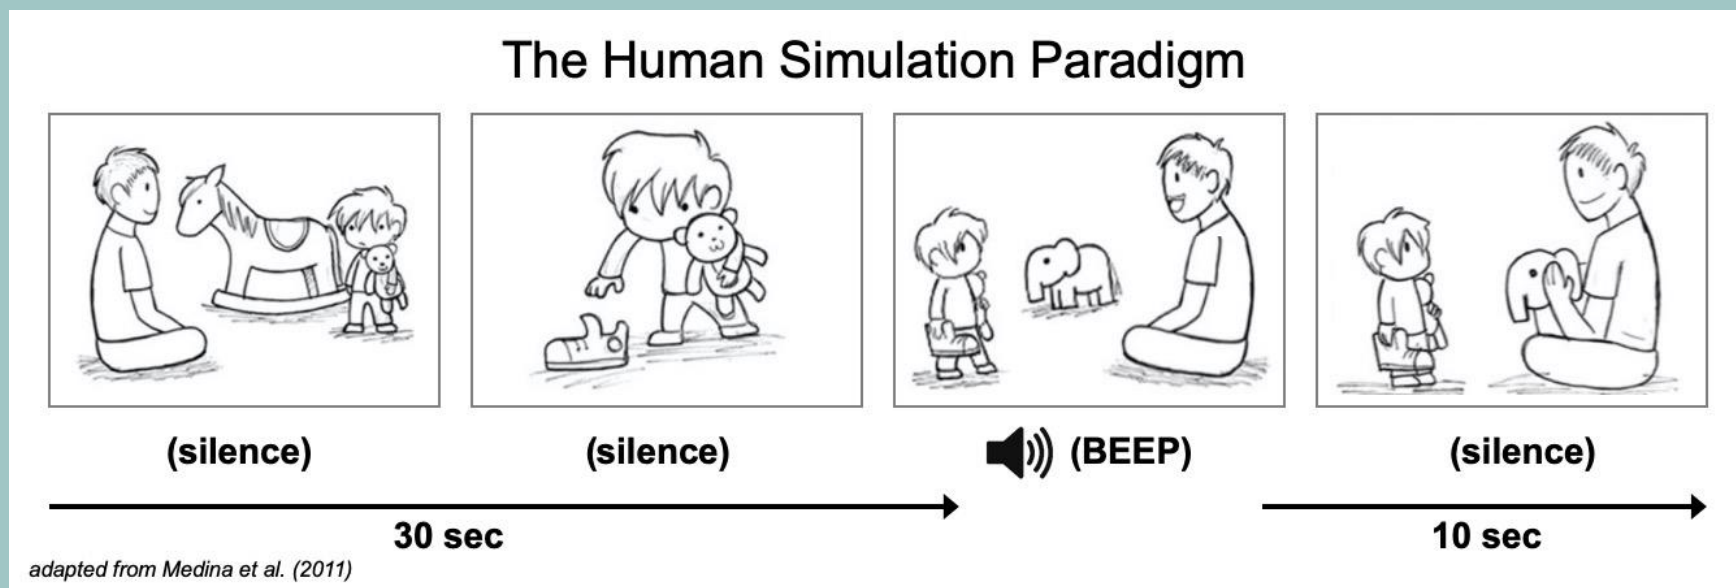 The Human Simulation Paradigm
(silence)
(silence)
(BEEP)
(silence)
30 sec
10 sec
adapted from Medina et al. (2011)